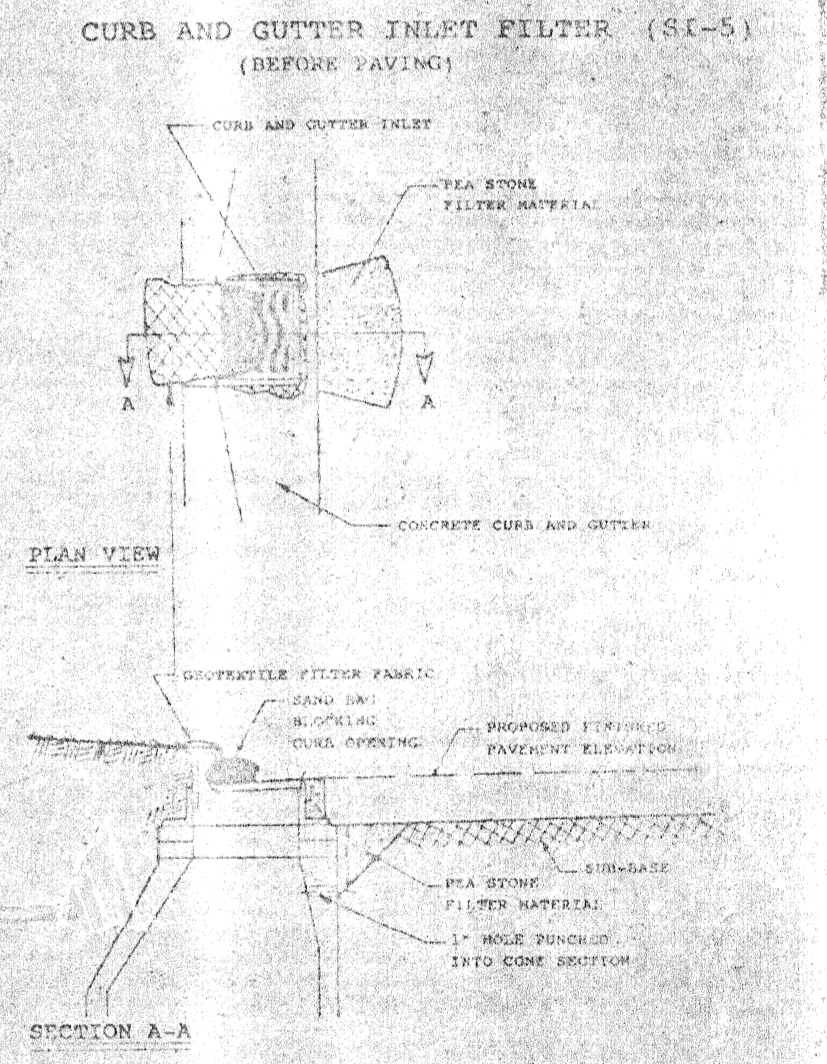 CURB AND GUTTER INLET FILTER (SI-5)
(BEFORE PAVING)
CURB AND GUTTER INLET
PEA STONE
FILTER MATERIAL
A
A
CONCRETE CURB AND GUTTER
PLAN VIEW
GEOTEXTILE FILTER FABRIC
SAND BAG
BLOCKING
CURB OPENING
PROPOSED FINISHED
PAVEMENT ELEVATION
SUB-BASE
PEA STONE
FILTER MATERIAL
1" HOLE PUNCHED
INTO CONE SECTION
SECTION A-A